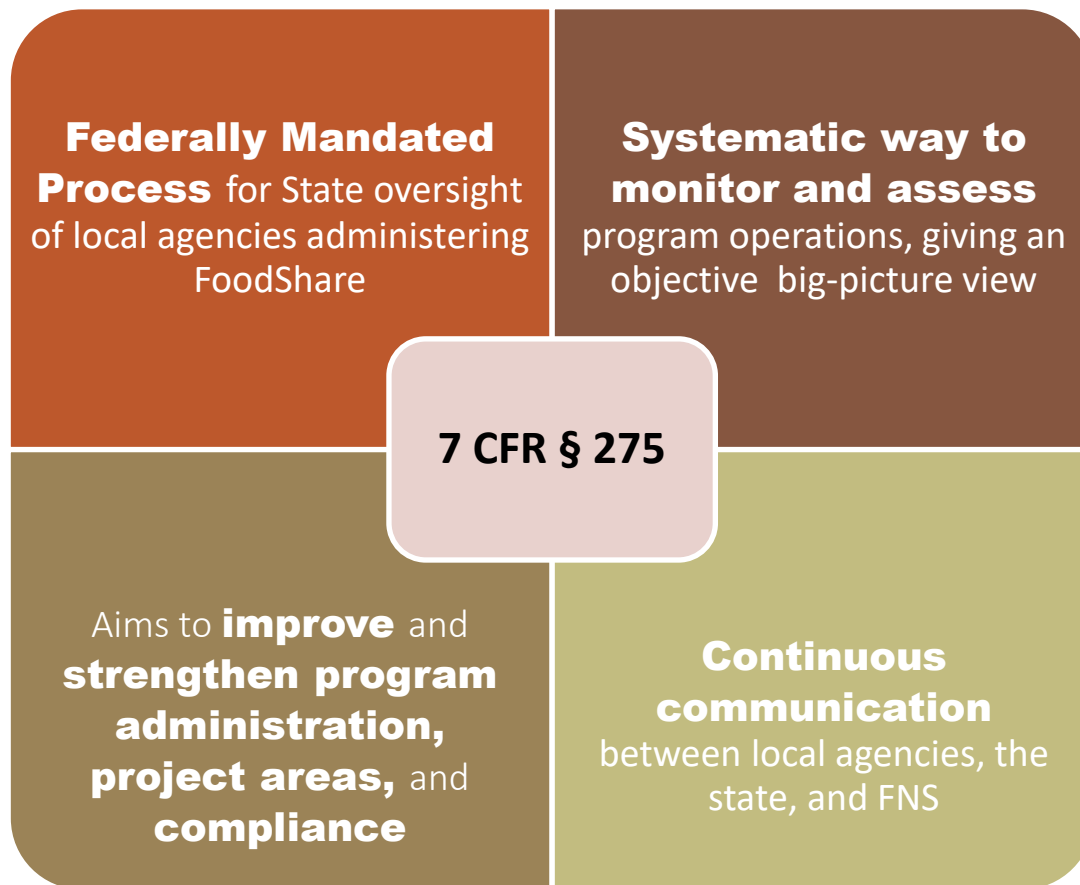 Federally Mandated
Process for State oversight
of local agencies administering
FoodShare
Systematic way to
monitor and assess
program operations, giving an
objective  big-picture view
7 CFR § 275
Aims to improve and
strengthen program
administration,
project areas, and
compliance
Continuous
communication
between local agencies, the
state, and FNS